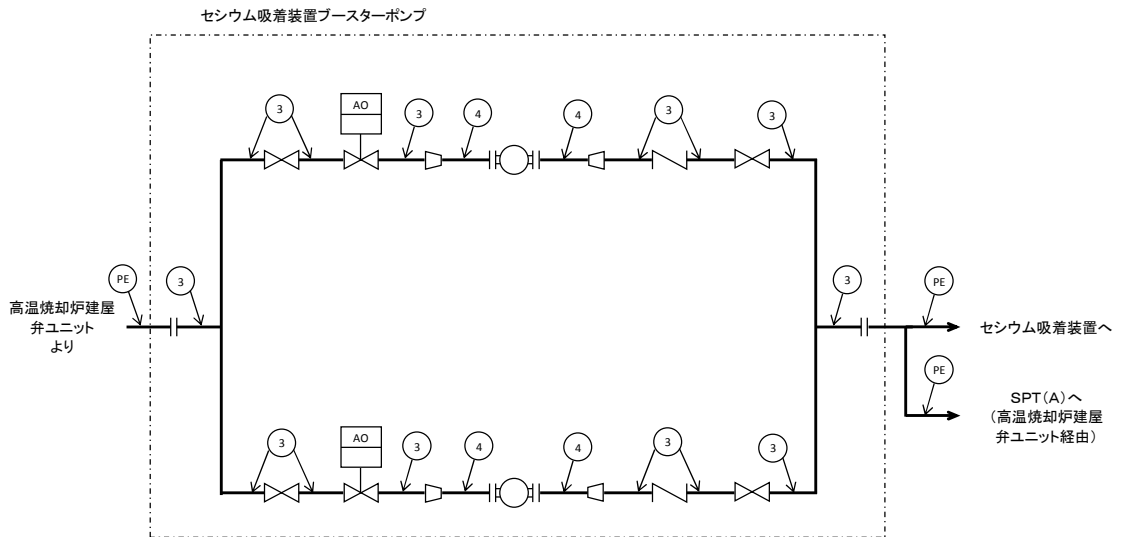 セシウム吸着装置ブースターポンプ
3
AO
3
4
4
3
3
PE
3
高温焼却炉建屋
弁ユニット
より
3
PE
セシウム吸着装置へ
PE
SPT(A)へ
(高温焼却炉建屋
弁ユニット経由)
3
AO
3
4
4
3
3